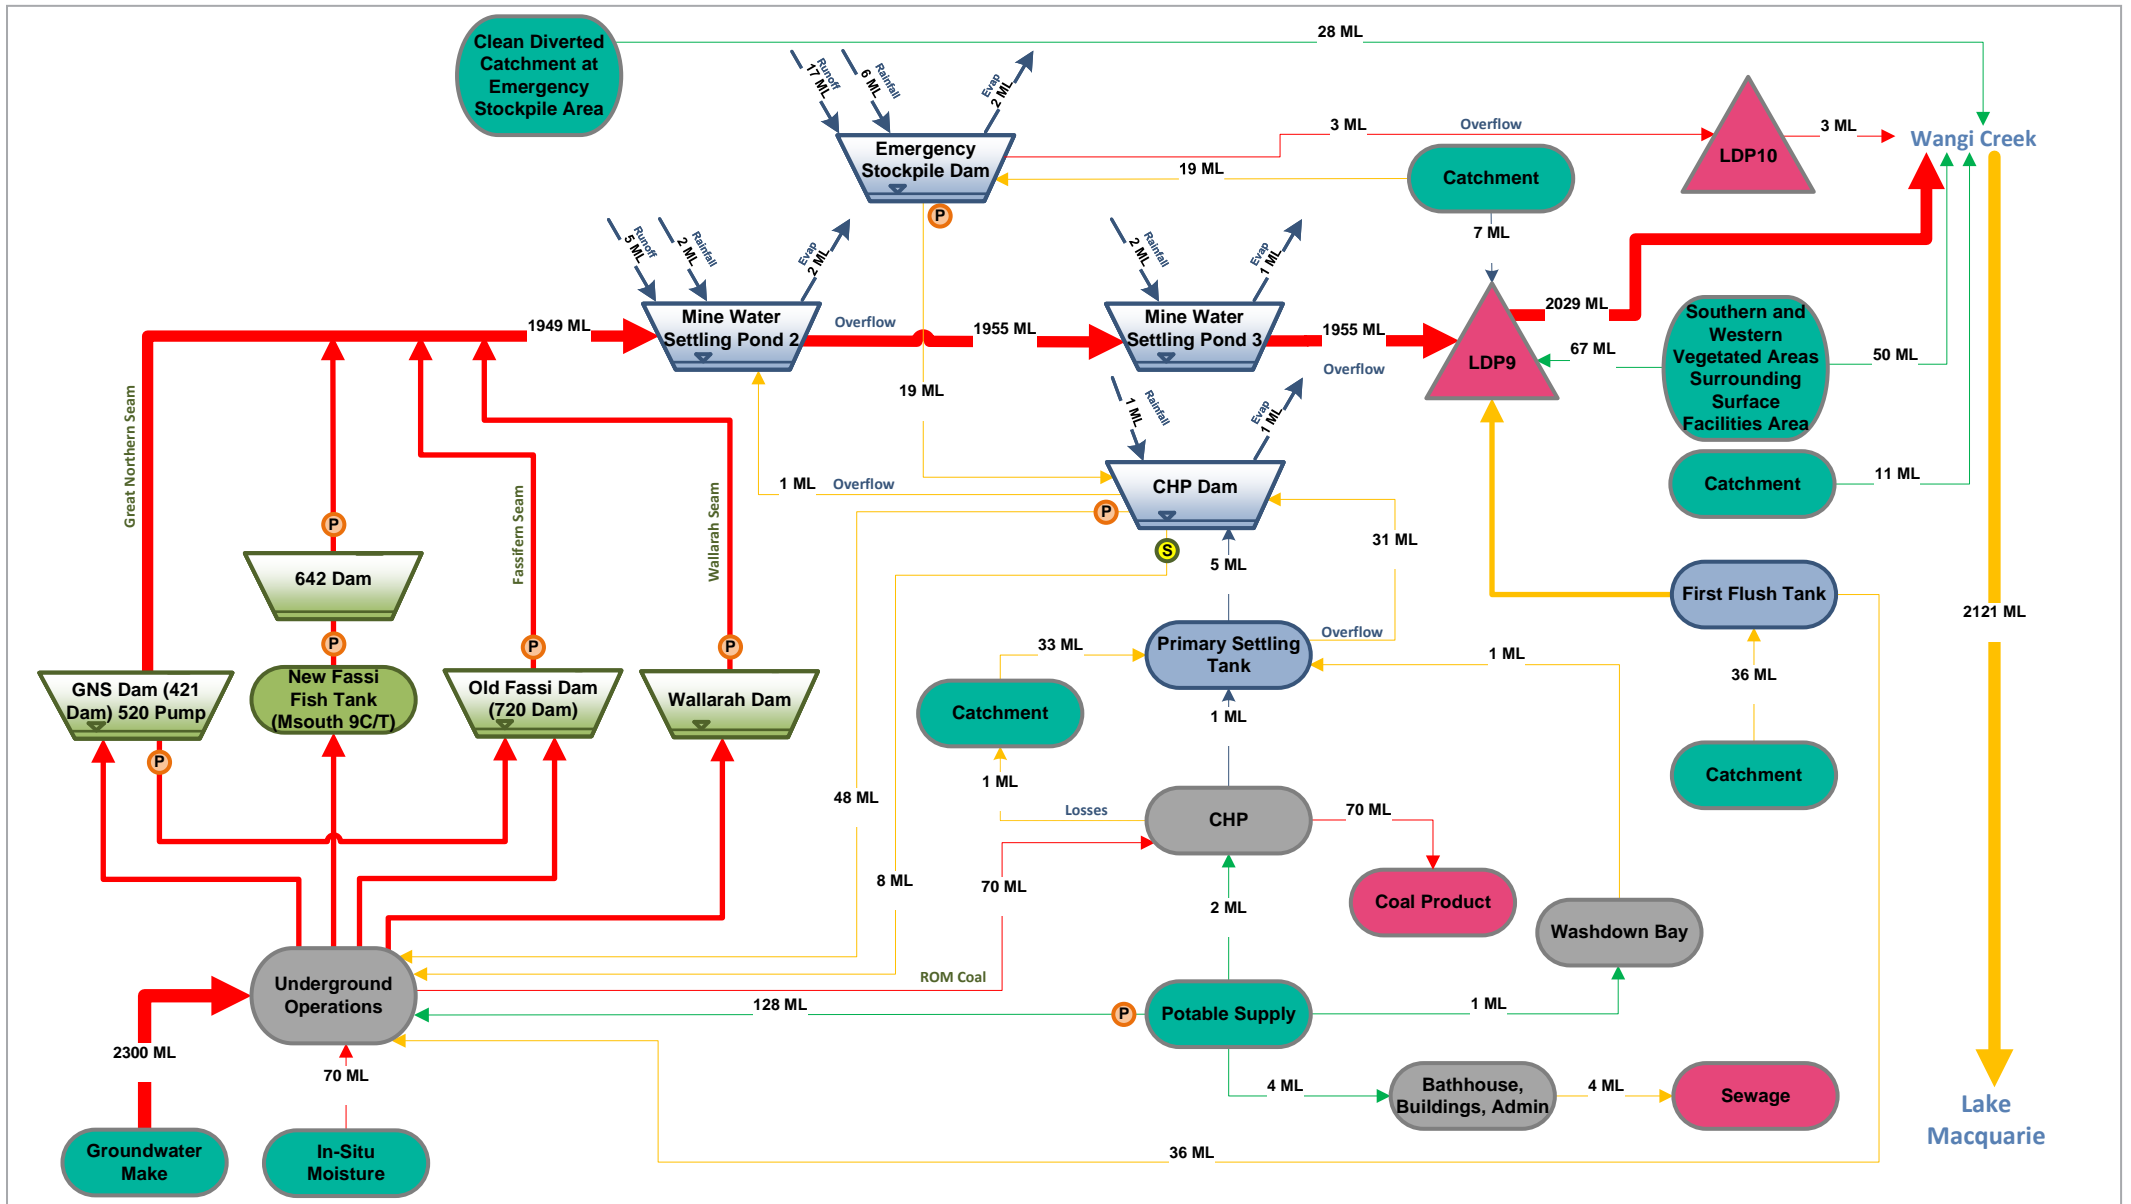 Clean Diverted
Catchment at
Emergency
Stockpile Area
28 ML
Runoff
17 ML
Rainfall
6 ML
Evap
2 ML
Emergency
Stockpile Dam
P
3 ML
Overflow
LDP10
3 ML
Wangi Creek
19 ML
Catchment
7 ML
Runoff
5 ML
Rainfall
2 ML
Evap
2 ML
Rainfall
2 ML
Evap
1 ML
1949 ML
Mine Water
Settling Pond 2
Overflow
1955 ML
Mine Water
Settling Pond 3
1955 ML
Overflow
LDP9
2029 ML
67 ML
Southern and
Western
Vegetated Areas
Surrounding
Surface
Facilities Area
50 ML
19 ML
Rainfall
1 ML
Evap
1 ML
Great Northern Seam
Fassifern Seam
Wallarah Seam
1 ML
Overflow
CHP Dam
P
S
Catchment
11 ML
31 ML
5 ML
P
642 Dam
P
P
P
First Flush Tank
2121 ML
33 ML
Primary Settling
Tank
Overflow
1 ML
36 ML
GNS Dam (421
Dam) 520 Pump
P
New Fassi
Fish Tank
(Msouth 9C/T)
Old Fassi Dam
(720 Dam)
Wallarah Dam
Catchment
1 ML
1 ML
Catchment
48 ML
Losses
CHP
70 ML
8 ML
70 ML
2 ML
Coal Product
Washdown Bay
Underground
Operations
ROM Coal
128 ML
P
Potable Supply
1 ML
2300 ML
70 ML
4 ML
Bathhouse,
Buildings, Admin
4 ML
Sewage
Lake
Macquarie
Groundwater
Make
In-Situ
Moisture
36 ML